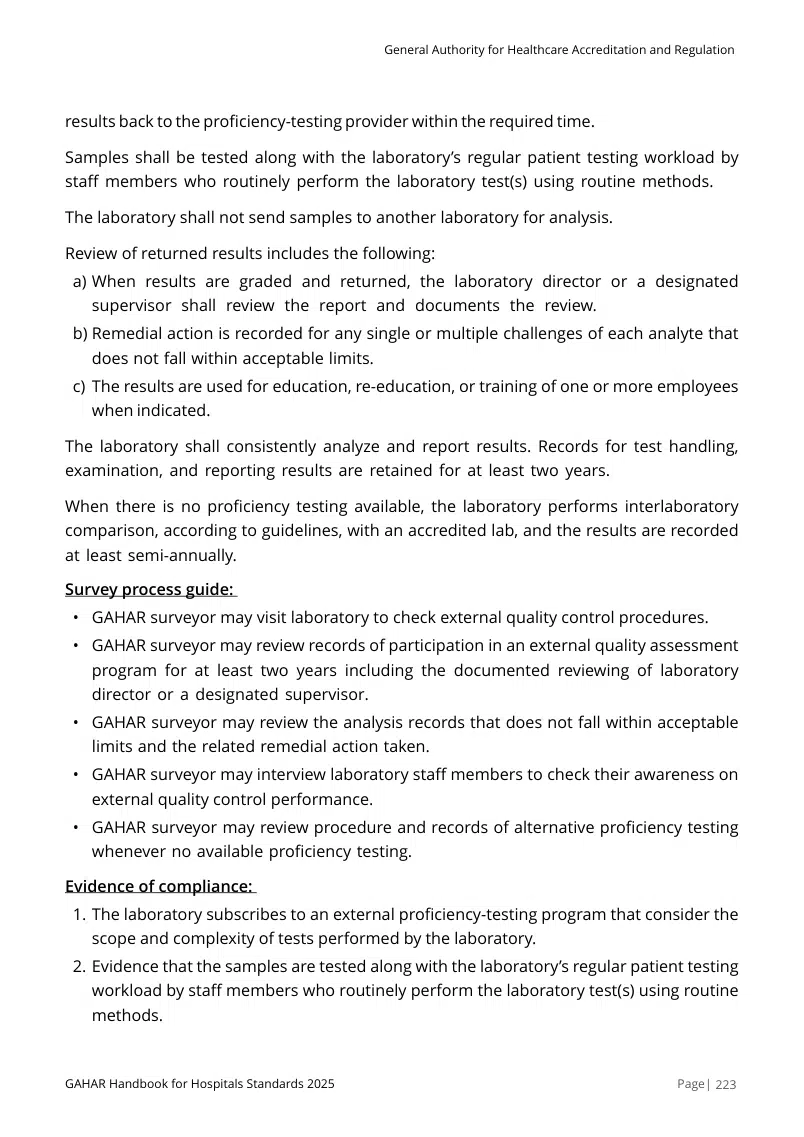 General Authority for Healthcare Accreditation and Regulation
results back to the proficiency-testing provider within the required time.
Samples shall be tested along with the laboratory’s regular patient testing workload by
staff members who routinely perform the laboratory test(s) using routine methods.
The laboratory shall not send samples to another laboratory for analysis.
Review of returned results includes the following:
a) When results are graded and returned, the laboratory director or a designated
supervisor shall review the report and documents the review.
b) Remedial action is recorded for any single or multiple challenges of each analyte that
does not fall within acceptable limits.
c) The results are used for education, re-education, or training of one or more employees
when indicated.
The laboratory shall consistently analyze and report results. Records for test handling,
examination, and reporting results are retained for at least two years.
When there is no proficiency testing available, the laboratory performs interlaboratory
comparison, according to guidelines, with an accredited lab, and the results are recorded
at least semi-annually.
Survey process guide:
• GAHAR surveyor may visit laboratory to check external quality control procedures.
• GAHAR surveyor may review records of participation in an external quality assessment
program for at least two years including the documented reviewing of laboratory
director or a designated supervisor.
• GAHAR surveyor may review the analysis records that does not fall within acceptable
limits and the related remedial action taken.
• GAHAR surveyor may interview laboratory staff members to check their awareness on
external quality control performance.
• GAHAR surveyor may review procedure and records of alternative proficiency testing
whenever no available proficiency testing.
Evidence of compliance:
1. The laboratory subscribes to an external proficiency-testing program that consider the
scope and complexity of tests performed by the laboratory.
2. Evidence that the samples are tested along with the laboratory’s regular patient testing
workload by staff members who routinely perform the laboratory test(s) using routine
methods.
GAHAR Handbook for Hospitals Standards 2025
Page| 223